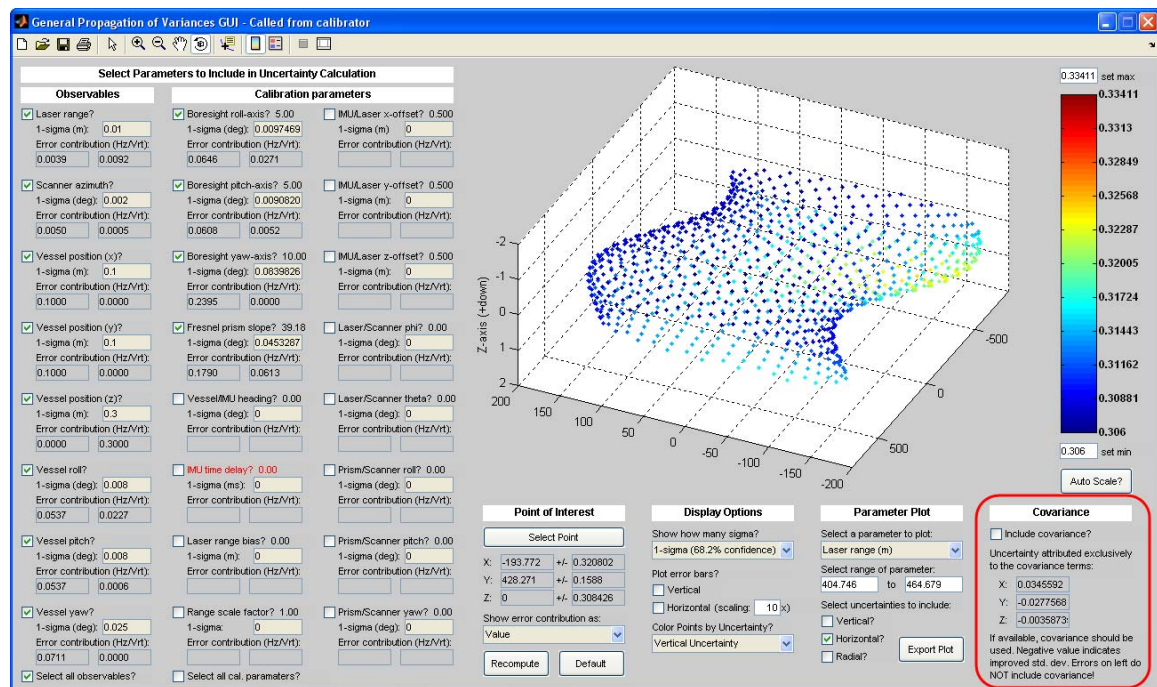 General Propagation of Variances GUI - Called from calibrator
Select Parameters to Include in Uncertainty Calculation
Observables
Laser range?
1-sigma (m): 0.01
Error contribution (Hz/Vrt):
0.0039 0.0092
Scanner azimuth?
1-sigma (deg): 0.002
Error contribution (Hz/Vrt):
0.0050 0.0005
Vessel position (x)?
1-sigma (m): 0.1
Error contribution (Hz/Vrt):
0.1000 0.0000
Vessel position (y)?
1-sigma (m): 0.1
Error contribution (Hz/Vrt):
0.1000 0.0000
Vessel position (z)?
1-sigma (m): 0.3
Error contribution (Hz/Vrt):
0.0000 0.3000
Vessel roll?
1-sigma (deg): 0.008
Error contribution (Hz/Vrt):
0.0537 0.0227
Vessel pitch?
1-sigma (deg): 0.008
Error contribution (Hz/Vrt):
0.0537 0.0006
Vessel yaw?
1-sigma (deg): 0.025
Error contribution (Hz/Vrt):
0.0711 0.0000
Select all observables?
Calibration parameters
Boresight roll-axis? 5.00
1-sigma (deg): 0.0097469
Error contribution (Hz/Vrt):
0.0646 0.0271
Boresight pitch-axis? 5.00
1-sigma (deg): 0.0090820
Error contribution (Hz/Vrt):
0.0608 0.0052
Boresight yaw-axis? 10.00
1-sigma (deg): 0.0839826
Error contribution (Hz/Vrt):
0.2395 0.0000
Fresnel prism slope? 39.18
1-sigma (deg): 0.0453287
Error contribution (Hz/Vrt):
0.1790 0.0613
Vessel/IMU heading? 0.00
1-sigma (deg): 0
Error contribution (Hz/Vrt):
IMU time delay? 0.00
1-sigma (ms): 0
Error contribution (Hz/Vrt):
Laser range bias? 0.00
1-sigma (m): 0
Error contribution (Hz/Vrt):
Range scale factor? 1.00
1-sigma: 0
Error contribution (Hz/Vrt):
Select all cal. parameters?
IMU/Laser x-offset? 0.500
1-sigma (m) 0
Error contribution (Hz/Vrt):
IMU/Laser y-offset? 0.500
1-sigma (m): 0
Error contribution (Hz/Vrt):
IMU/Laser z-offset? 0.500
1-sigma (m): 0
Error contribution (Hz/Vrt):
Laser/Scanner phi? 0.00
1-sigma (deg): 0
Error contribution (Hz/Vrt):
Laser/Scanner theta? 0.00
1-sigma (deg): 0
Error contribution (Hz/Vrt):
Prism/Scanner roll? 0.00
1-sigma (deg): 0
Error contribution (Hz/Vrt):
Prism/Scanner pitch? 0.00
1-sigma (deg): 0
Error contribution (Hz/Vrt):
Prism/Scanner yaw? 0.00
1-sigma (deg): 0
Error contribution (Hz/Vrt):
Z-axis (+down)
-2
-1
0
1
2
200
150
100
50
0
-50
-100
-150
-200
-500
0
500
0.33411 set max
0.33411
0.3313
0.32849
0.32568
0.32287
0.32005
0.31724
0.31443
0.31162
0.30881
0.306
0.306 set min
Auto Scale?
Point of Interest
Select Point
X: -193.772 +/- 0.320802
Y: 428.271 +/- 0.1588
Z: 0 +/- 0.308426
Show error contribution as:
Value
Recompute Default
Display Options
Show how many sigma?
1-sigma (68.2% confidence)
Plot error bars?
Vertical
Horizontal (scaling: 10 x)
Color Points by Uncertainty?
Vertical Uncertainty
Parameter Plot
Select a parameter to plot:
Laser range (m)
Select range of parameter:
404.746 to 464.679
Select uncertainties to include:
Vertical?
Horizontal?
Radial?
Export Plot
Covariance
Include covariance?
Uncertainty attributed exclusively
to the covariance terms:
X: 0.0345592
Y: -0.0277568
Z: -0.0035873
If available, covariance should be
used. Negative value indicates
improved std. dev. Errors on left do
NOT include covariance!